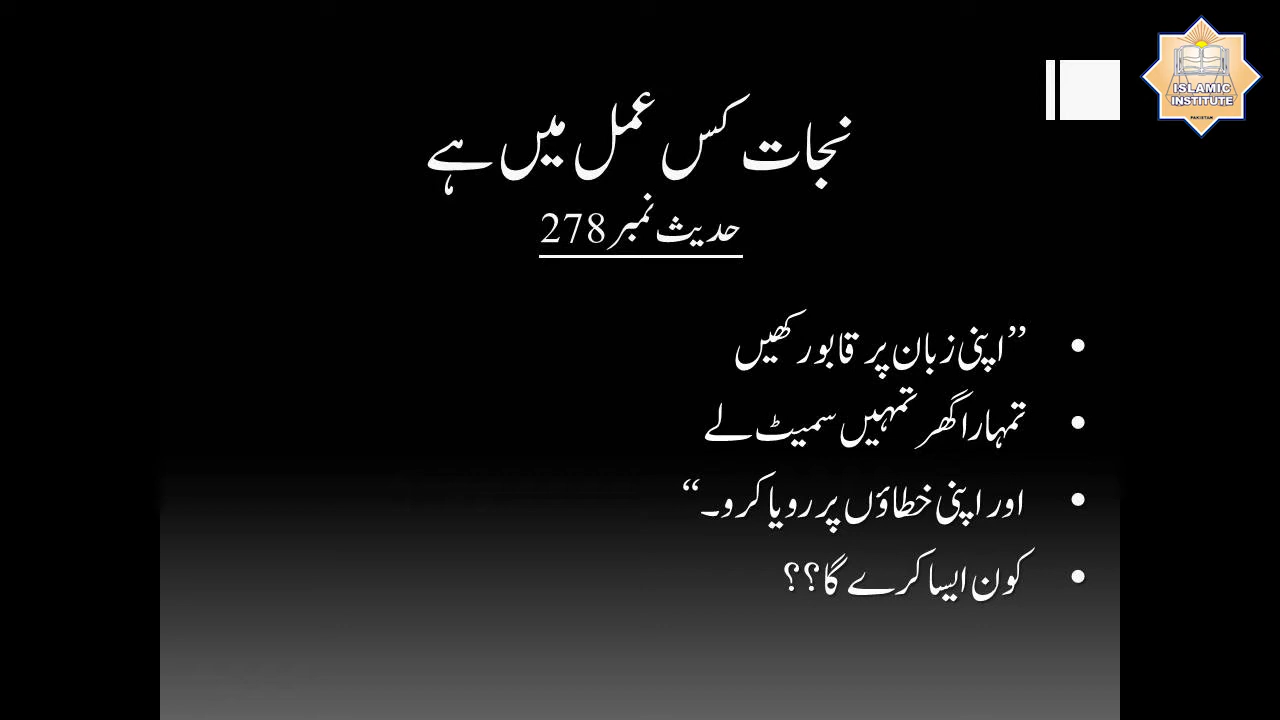 ISLAMIC
INSTITUTE
PAKISTAN
نجات کس عمل میں ہے
حدیث نمبر 278
• ”اپنی زبان پر قابو رکھیں
• تمہارا گھر تمہیں سمیٹ لے
• اور اپنی خطاؤں پر رویا کرو۔“
• کون ایسا کرے گا؟؟